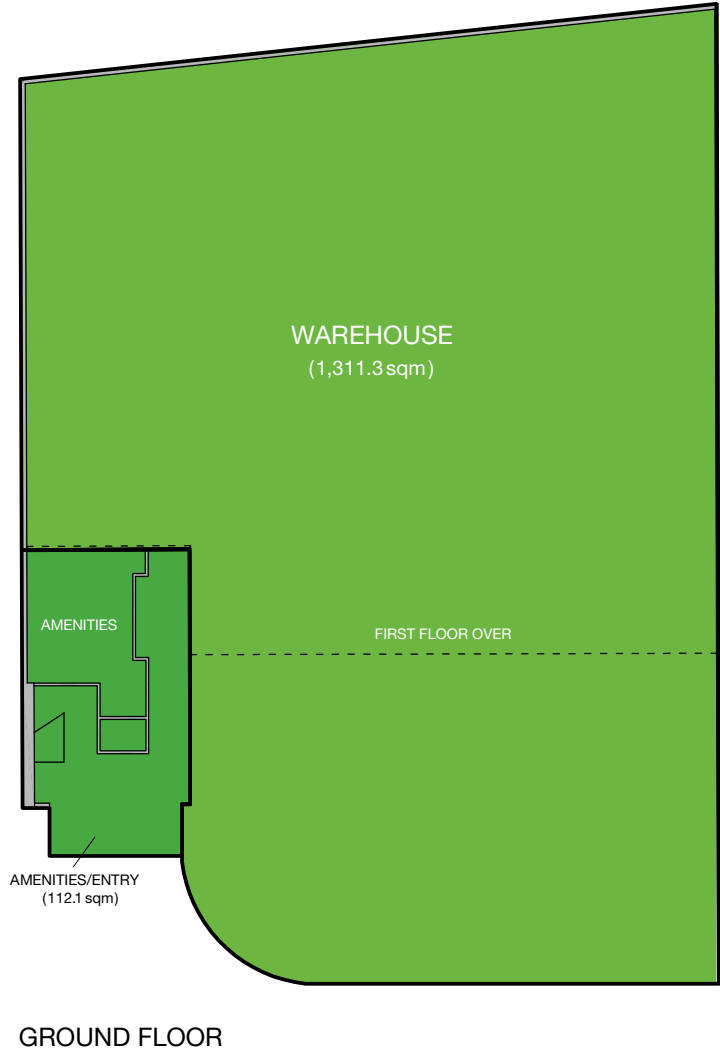 WAREHOUSE
(1,311.3 sqm)
AMENITIES
FIRST FLOOR OVER
AMENITIES/ENTRY
(112.1 sqm)
GROUND FLOOR